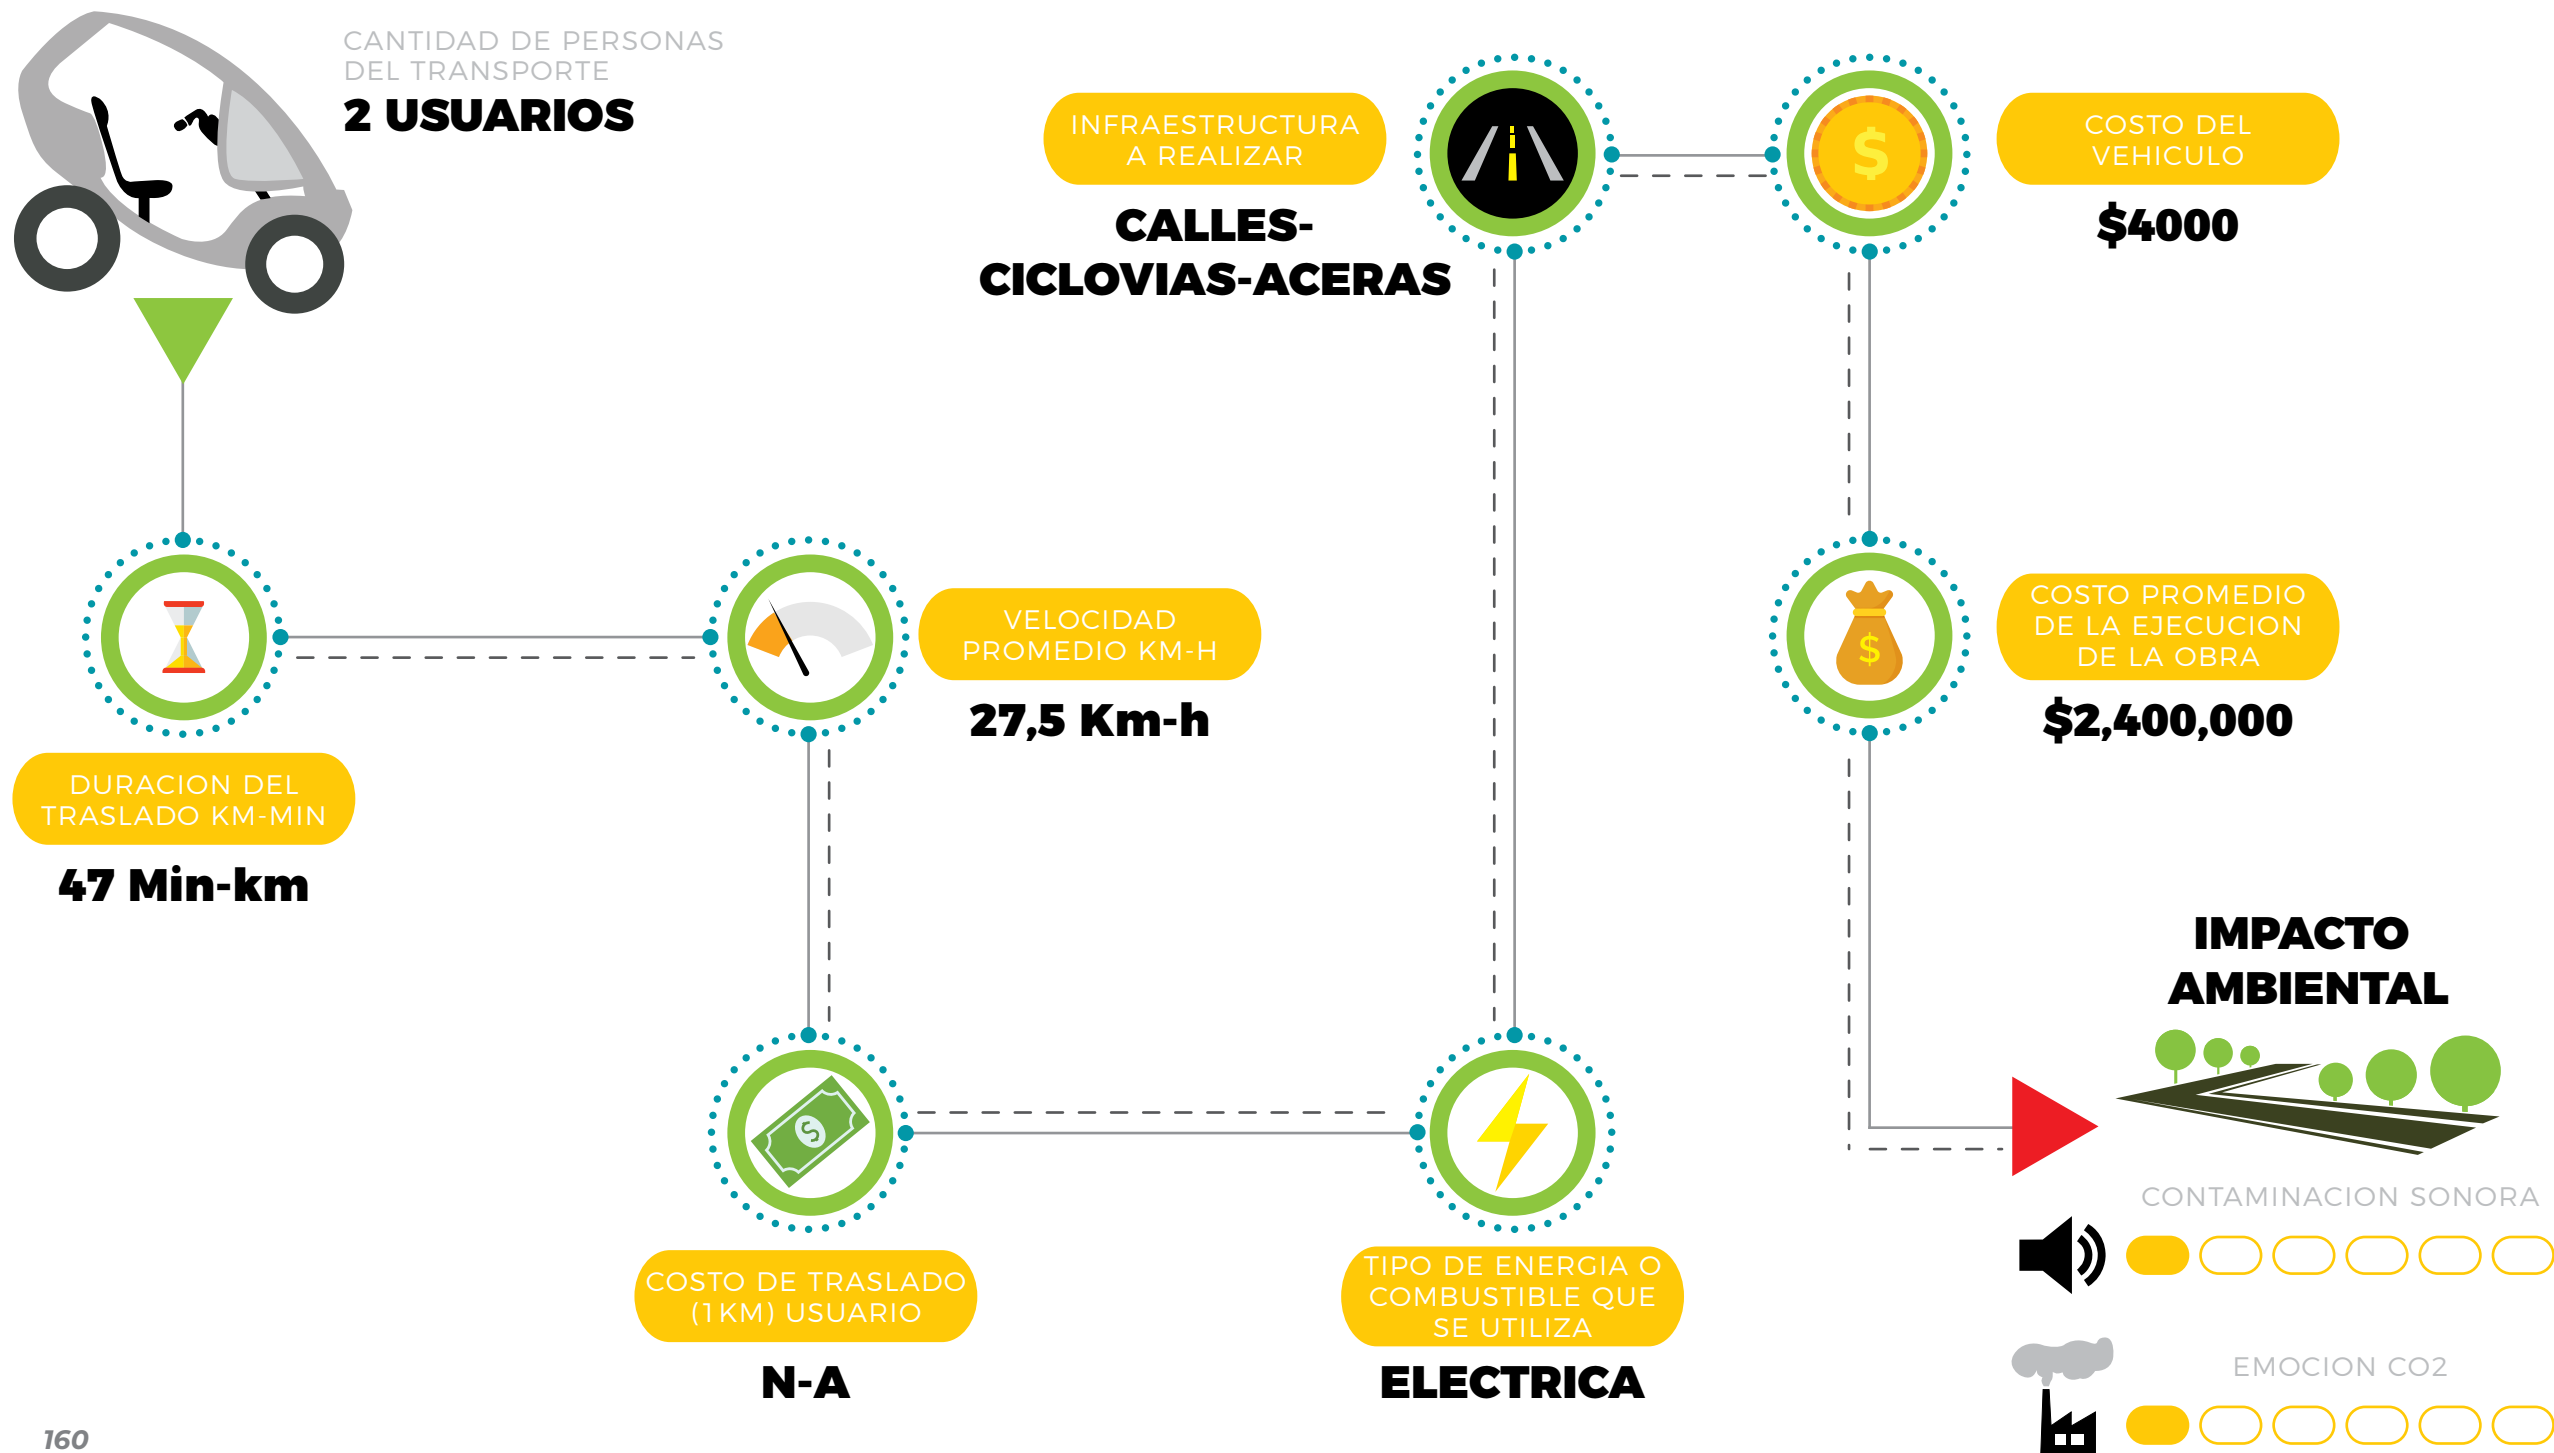 CANTIDAD DE PERSONAS
DEL TRANSPORTE
2 USUARIOS
DURACION DEL
TRASLADO KM-MIN
47 Min-km
VELOCIDAD
PROMEDIO KM-H
27,5 Km-h
COSTO DE TRASLADO
(1KM) USUARIO
N-A
TIPO DE ENERGIA O
COMBUSTIBLE QUE
SE UTILIZA
ELECTRICA
INFRAESTRUCTURA
A REALIZAR
CALLES-
CICLOVIAS-ACERAS
$
COSTO DEL
VEHICULO
$4000
$
COSTO PROMEDIO
DE LA EJECUCION
DE LA OBRA
$2,400,000
IMPACTO
AMBIENTAL
CONTAMINACION SONORA
EMOCION CO2
S
160